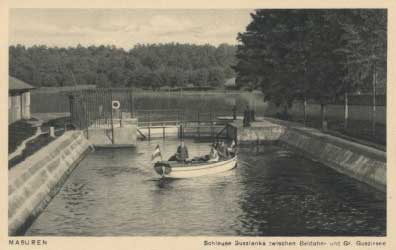 MASUREN
Schleuse Guszianka zwischen Beldahn- und Gr. Guszinsee